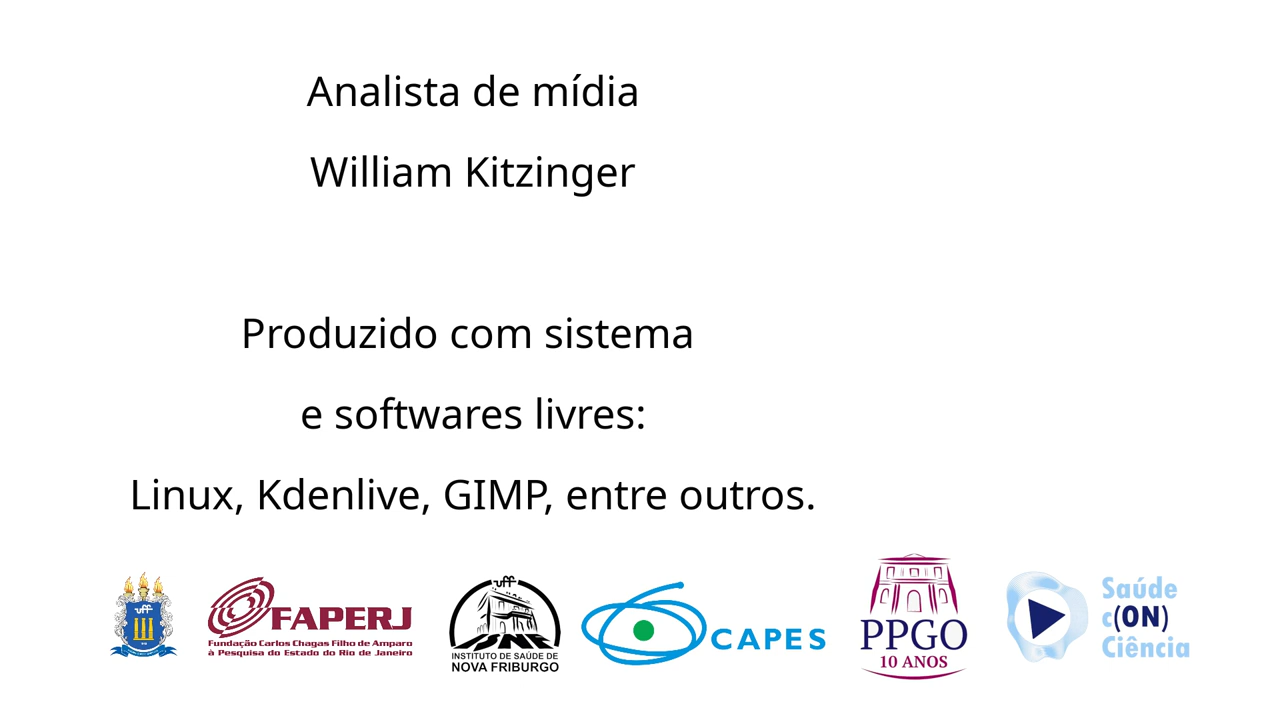 Analista de mídia
William Kitzinger
Produzido com sistema
e softwares livres:
Linux, Kdenlive, GIMP, entre outros.
uff
FAPERJ
Fundação Carlos Chagas Filho de Amparo
à Pesquisa do Estado do Rio de Janeiro
uff
ISNF
INSTITUTO DE SAÚDE DE
NOVA FRIBURGO
CAPES
PPGO
10 ANOS
Saúde
c(ON)
Ciência